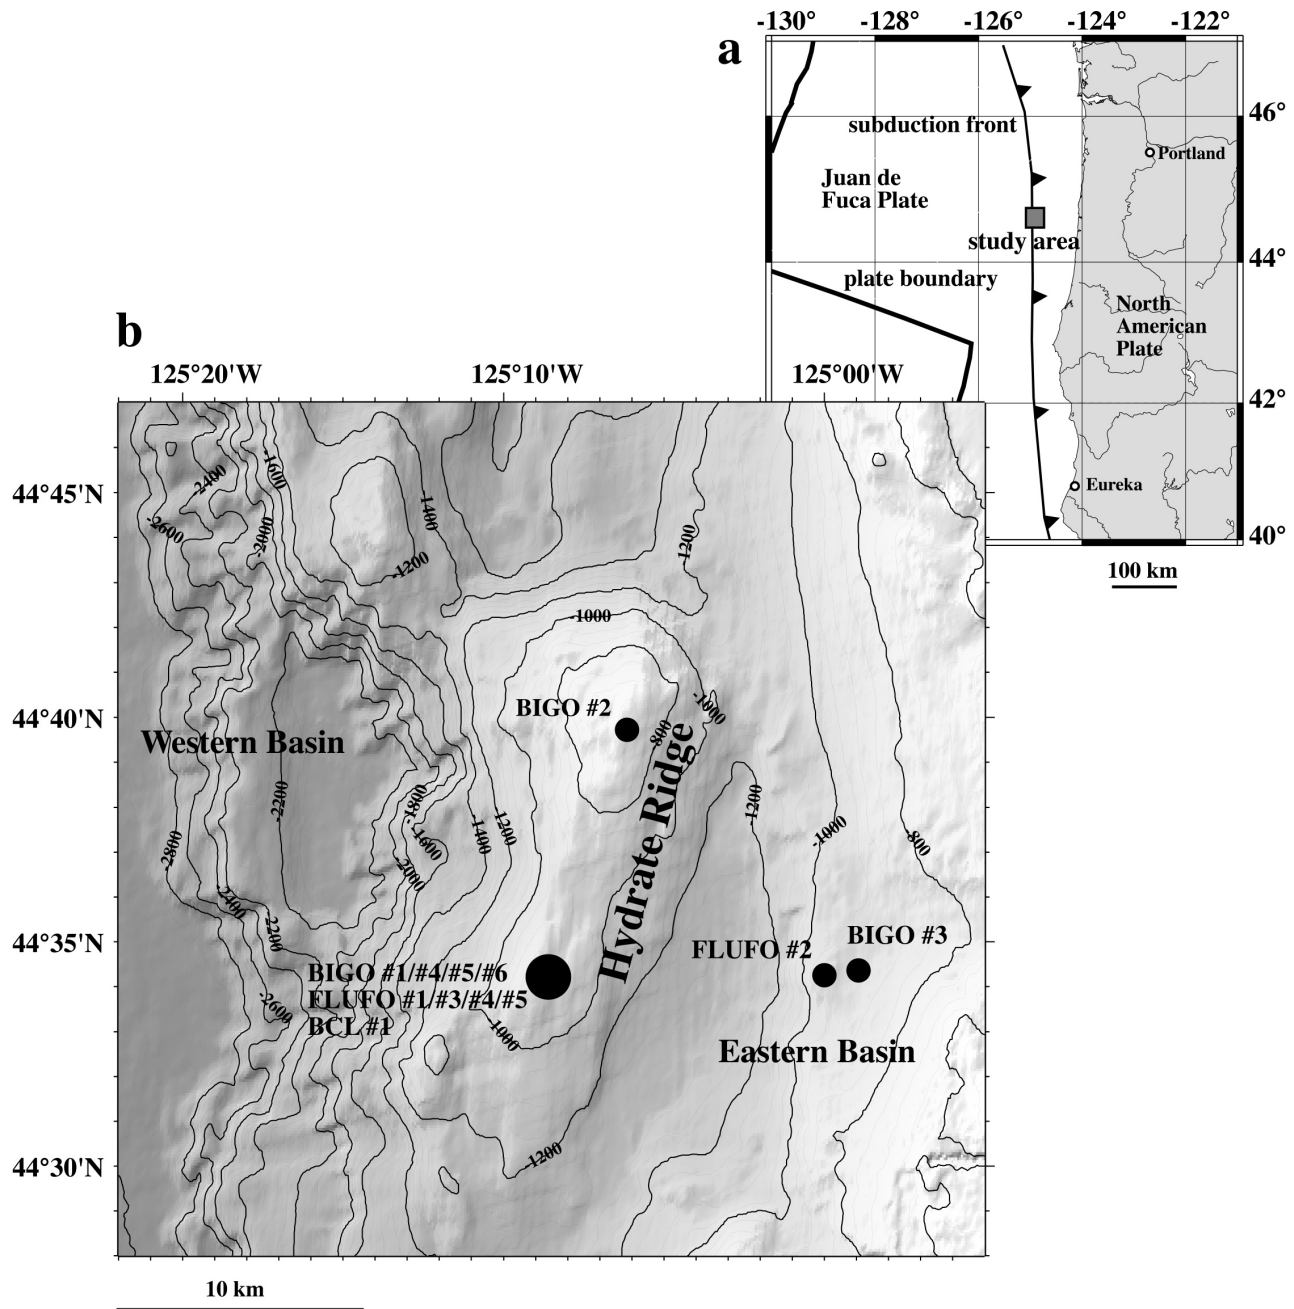 -130° -128° -126° -124° -122°
a
46°
subduction front
Portland
Juan de
Fuca Plate
study area
44°
plate boundary
North
American
Plate
42°
Eureka
40°
100 km
b
125°20'W 125°10'W 125°00'W
44°45'N
44°40'N
44°35'N
44°30'N
-2400
-1600
-2600
-2000
1400
-1200
1200
-1000
BIGO #2
-1000
-800
Western Basin
Hydrate Ridge
-2200
-1800
-1600
-1400
1200
-1200
-1000
-800
-2800
-2000
-2400
-2200
FLUFO #2
BIGO #3
BIGO #1/#4/#5/#6
FLUFO #1/#3/#4/#5
BCL #1
-2600
1000
Eastern Basin
-1200
10 km